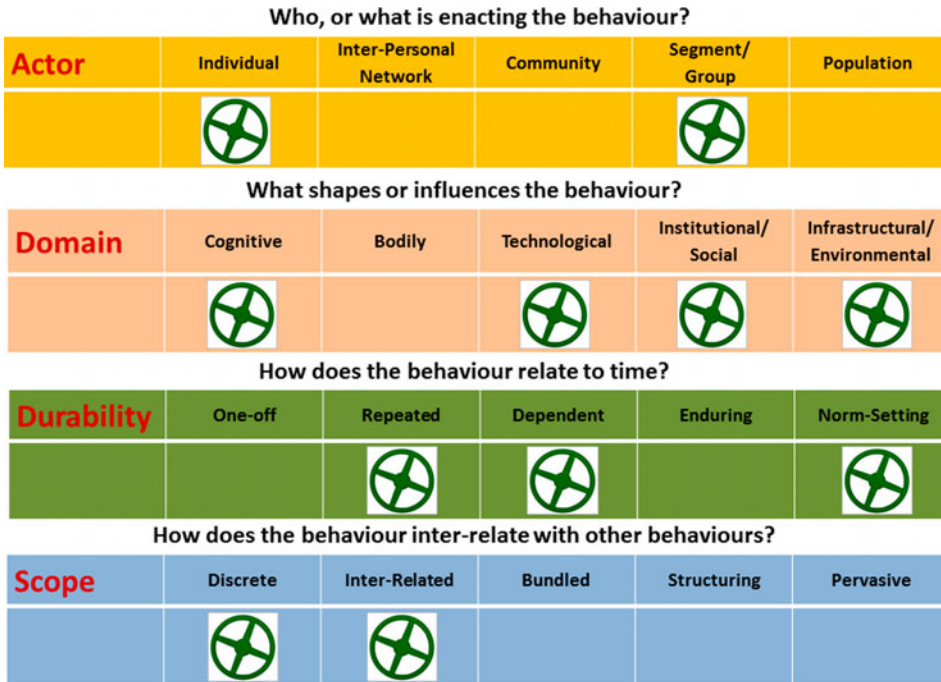 Who, or what is enacting the behaviour?
Actor Individual Inter-Personal Network Community Segment/ Group Population
What shapes or influences the behaviour?
Domain Cognitive Bodily Technological Institutional/ Social Infrastructural/ Environmental
How does the behaviour relate to time?
Durability One-off Repeated Dependent Enduring Norm-Setting
How does the behaviour inter-relate with other behaviours?
Scope Discrete Inter-Related Bundled Structuring Pervasive